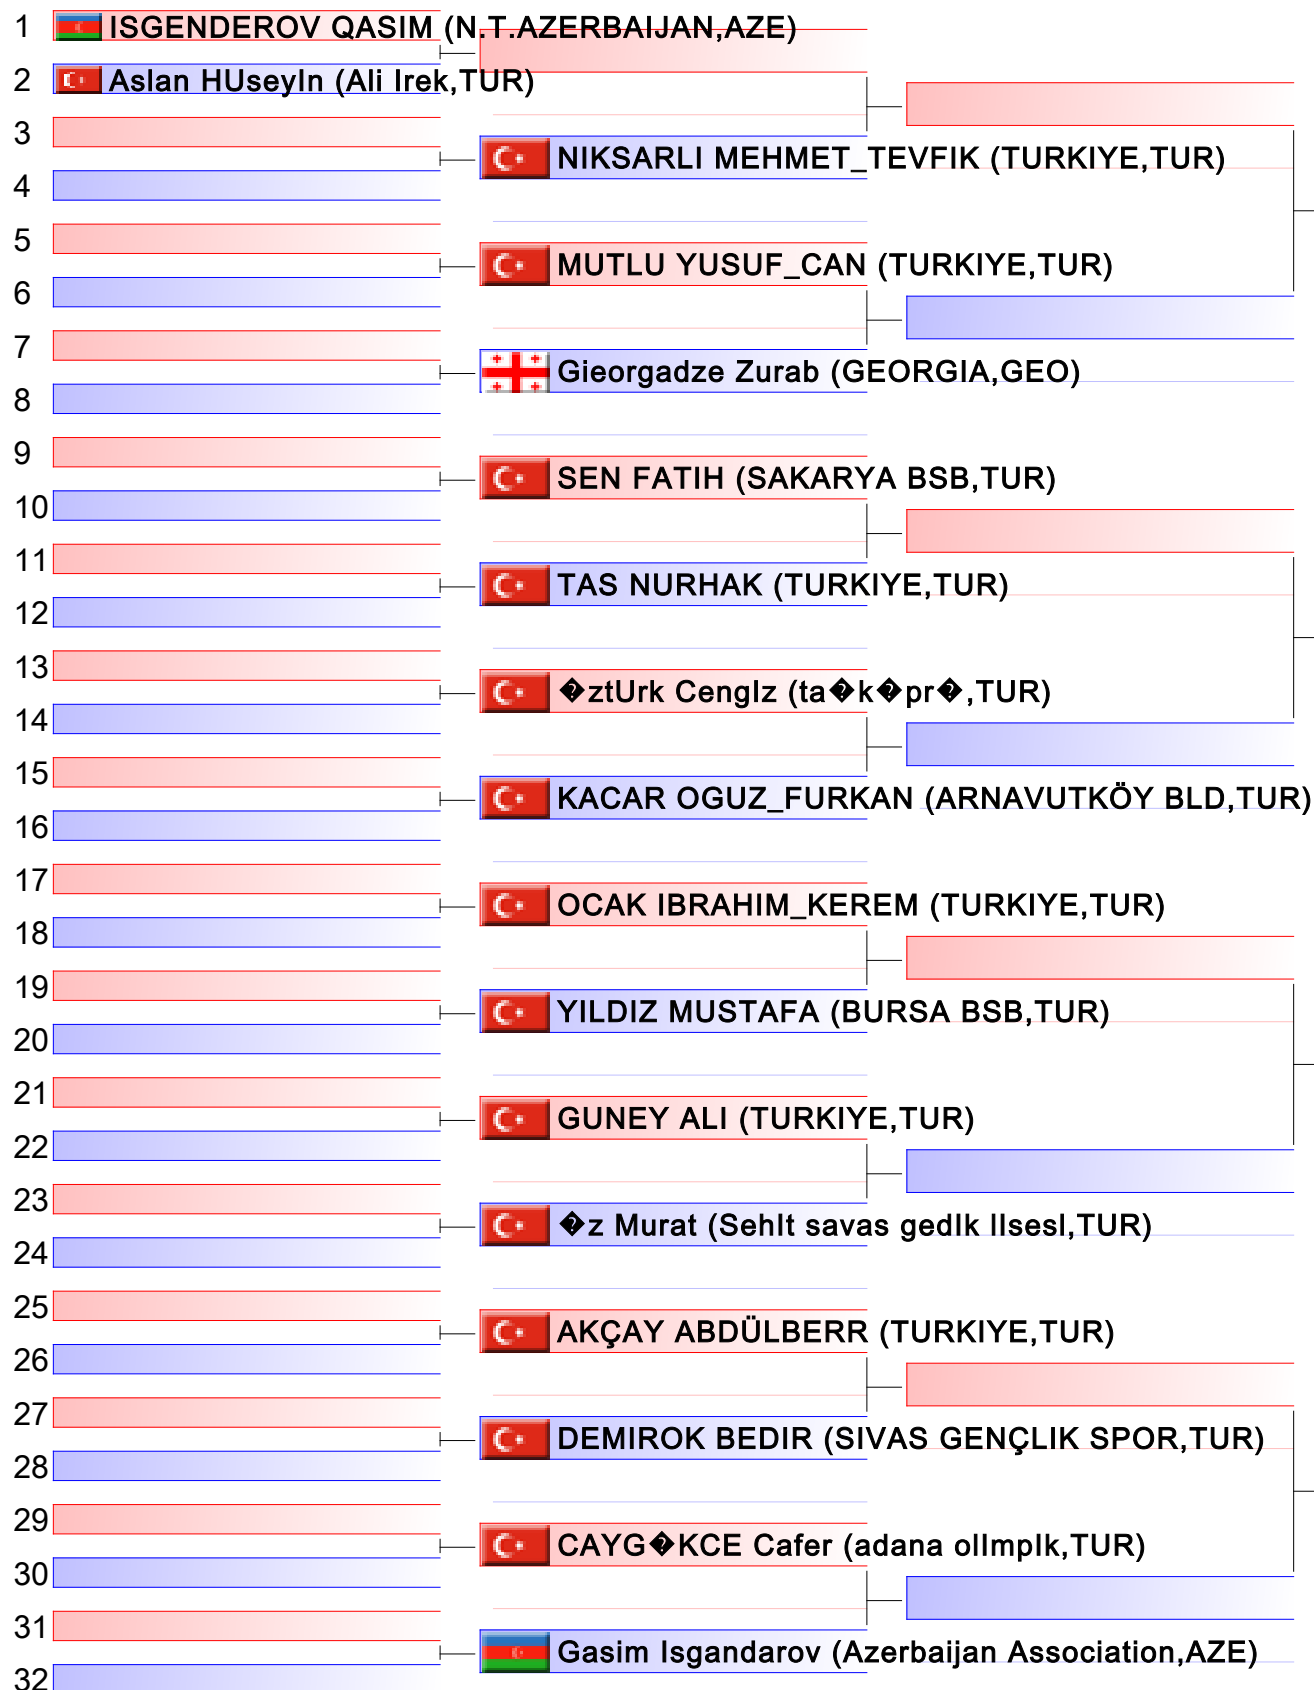 1 ISGENDEROV QASIM (N.T.AZERBAIJAN,AZE)
2 Aslan HUseyIn (Ali Irek,TUR)
3
NIKSARLI MEHMET_TEVFIK (TURKIYE,TUR)
4
5
MUTLU YUSUF_CAN (TURKIYE,TUR)
6
7
Gieorgadze Zurab (GEORGIA,GEO)
8
9
SEN FATIH (SAKARYA BSB,TUR)
10
11
TAS NURHAK (TURKIYE,TUR)
12
13
�ztUrk CengIz (ta�k�pr�,TUR)
14
15
KACAR OGUZ_FURKAN (ARNAVUTKÖY BLD,TUR)
16
17
OCAK IBRAHIM_KEREM (TURKIYE,TUR)
18
19
YILDIZ MUSTAFA (BURSA BSB,TUR)
20
21
GUNEY ALI (TURKIYE,TUR)
22
23
�z Murat (SehIt savas gedIk lIsesI,TUR)
24
25
AKÇAY ABDÜLBERR (TURKIYE,TUR)
26
27
DEMIROK BEDIR (SIVAS GENÇLIK SPOR,TUR)
28
29
CAYG�KCE Cafer (adana olImpIk,TUR)
30
31
Gasim Isgandarov (Azerbaijan Association,AZE)
32